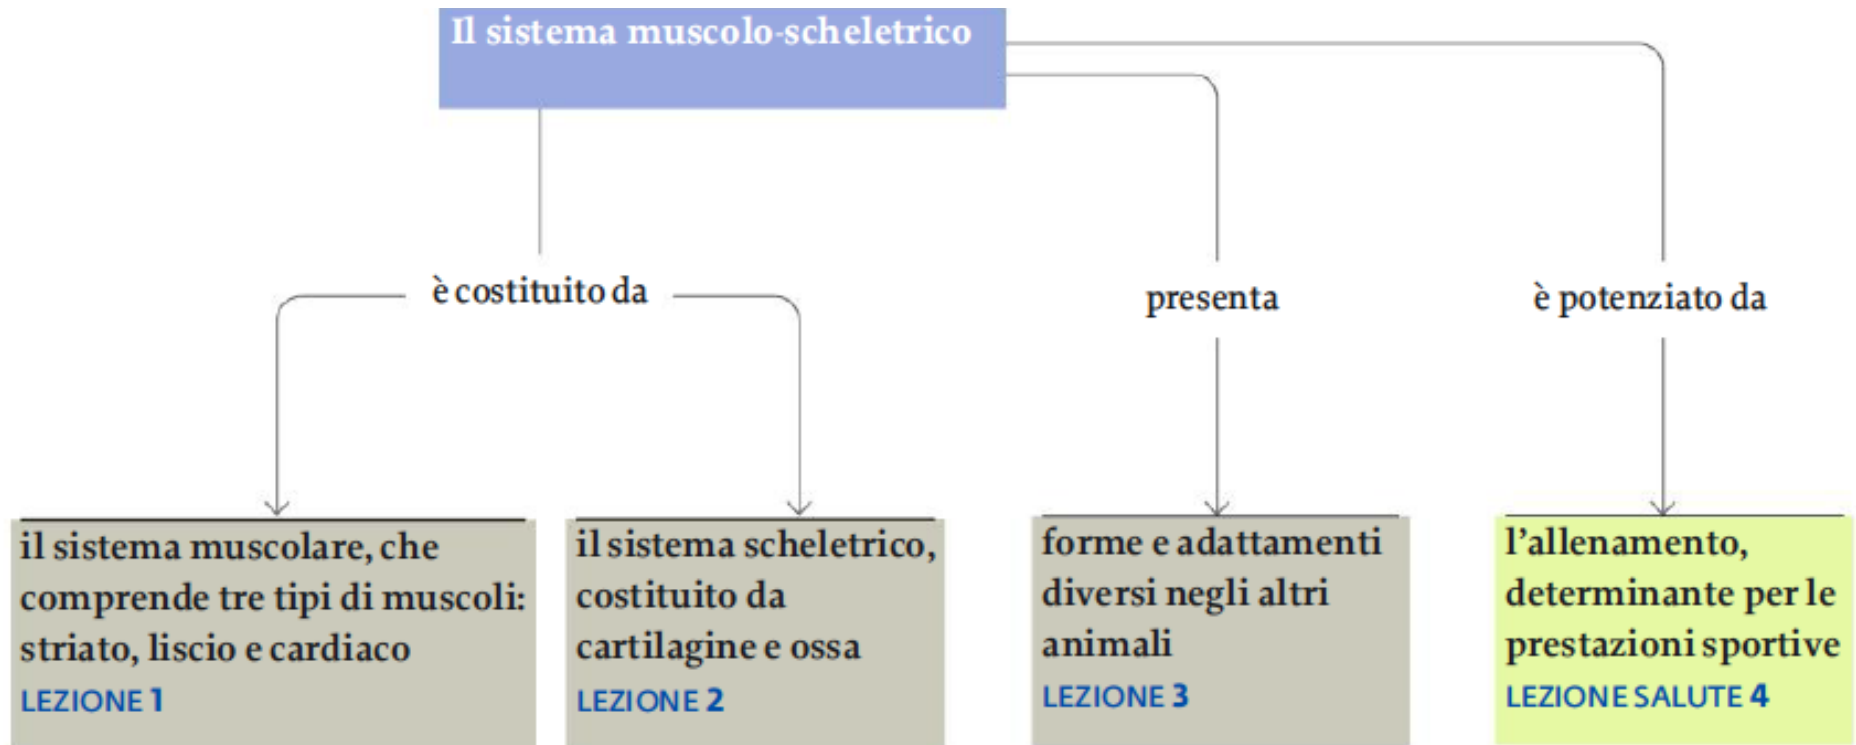 Il sistema muscolo-scheletrico
è costituito da
presenta
è potenziato da
il sistema muscolare, che
comprende tre tipi di muscoli:
striato, liscio e cardiaco
LEZIONE 1
il sistema scheletrico,
costituito da
cartilagine e ossa
LEZIONE 2
forme e adattamenti
diversi negli altri
animali
LEZIONE 3
l'allenamento,
determinante per le
prestazioni sportive
LEZIONE SALUTE 4